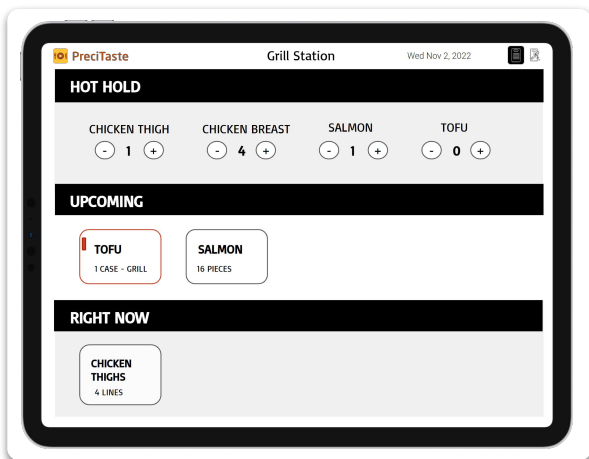 PreciTaste
Grill Station
Wed Nov 2, 2022
HOT HOLD
CHICKEN THIGH CHICKEN BREAST SALMON TOFU
- 1 + - 4 + - 1 + - 0 +
UPCOMING
TOFU
1 CASE - GRILL
SALMON
16 PIECES
RIGHT NOW
CHICKEN
THIGHS
4 LINES